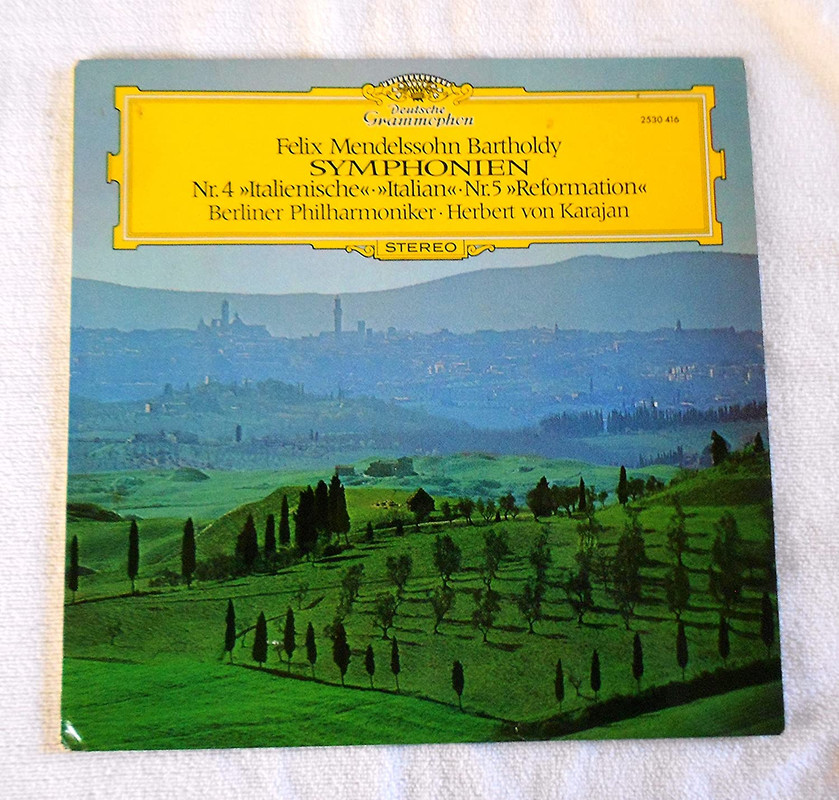 Deutsche
Grammophon
2530 416
Felix Mendelssohn Bartholdy
SYMPHONIEN
Nr. 4 »Italienische«·»Italian«·Nr. 5 »Reformation«
Berliner Philharmoniker · Herbert von Karajan
STEREO